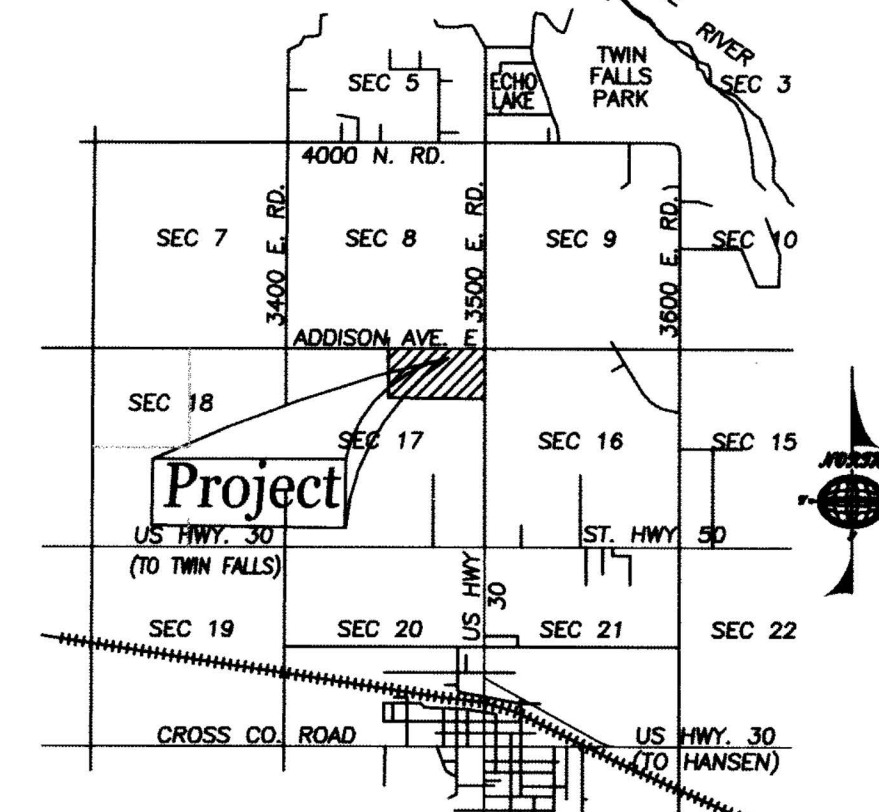 RIVER
TWIN
FALLS
PARK
SEC 3
SEC 5
ECHO
LAKE
4000 N. RD.
SEC 7
3400 E. RD.
SEC 8
3500 E. RD.
SEC 9
3600 E. RD.
SEC 10
ADDISON AVE. E
SEC 18
SEC 17
SEC 16
SEC 15
Project
NORTH
US HWY. 30
(TO TWIN FALLS)
ST. HWY. 50
US HWY
30
SEC 19
SEC 20
SEC 21
SEC 22
CROSS CO. ROAD
US HWY. 30
(TO HANSEN)